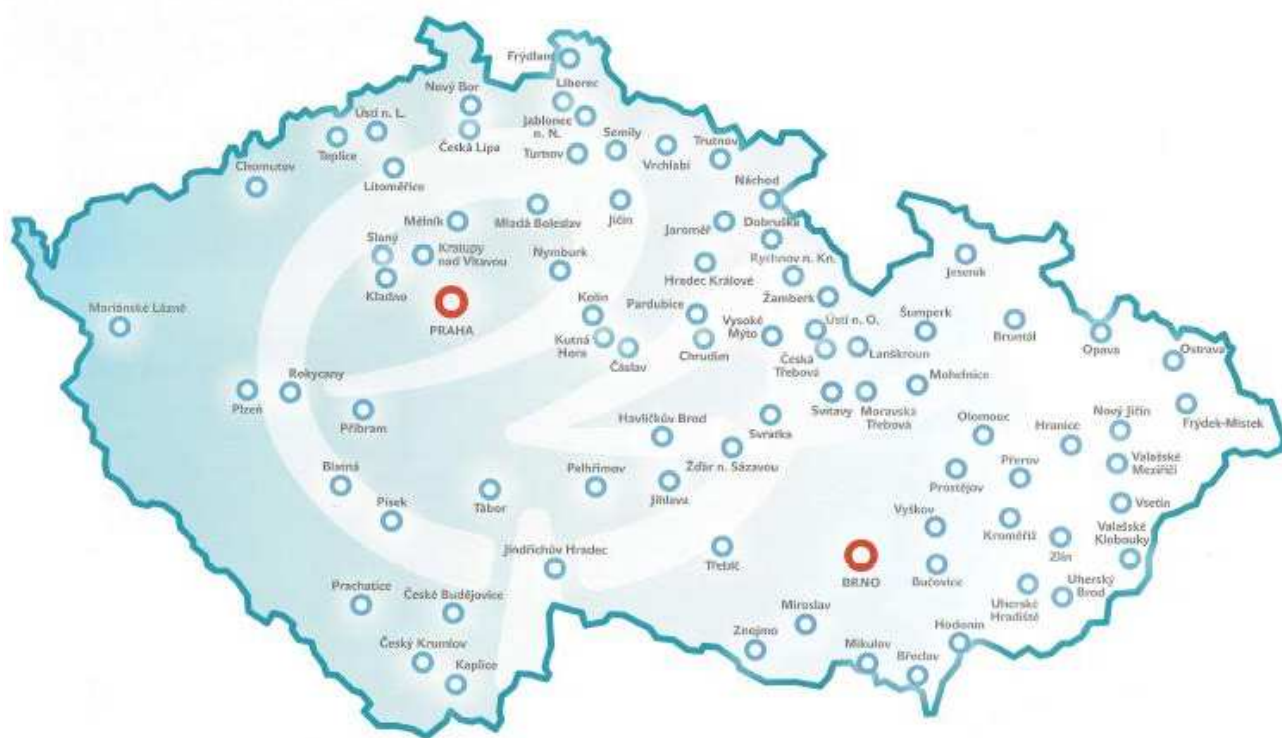 Frýdlant
Liberec
Nový Bor
Jablonec
n. N.
Ústí n. L.
Teplice
Česká Lípa
Turnov
Semily
Vrchlabí
Trutnov
Chomutov
Litoměřice
Náchod
Mělník
Mladá Boleslav
Jičín
Jaroměř
Dobruška
Slaný
Kralupy
nad Vltavou
Nymburk
Rychnov n. Kn.
Jeseník
Kladno
Hradec Králové
Mariánské Lázně
PRAHA
Kolín
Pardubice
Žamberk
Ústí n. O.
Šumperk
Bruntál
Opava
Ostrava
Kutná
Hora
Čáslav
Chrudim
Vysoké
Mýto
Česká
Třebová
Lanškroun
Mohelnice
Rokycany
Plzeň
Příbram
Havlíčkův Brod
Svratka
Svitavy
Moravská
Třebová
Olomouc
Hranice
Nový Jičín
Frýdek-Místek
Blatná
Písek
Tábor
Pelhřimov
Jihlava
Žďár n. Sázavou
Prostějov
Přerov
Valašské
Meziříčí
Vsetín
Vyškov
Kroměříž
Zlín
Valašské
Klobouky
Jindřichův Hradec
Třebíč
BRNO
Bučovice
Uherské
Hradiště
Uherský
Brod
Prachatice
České Budějovice
Český Krumlov
Kaplice
Miroslav
Znojmo
Mikulov
Břeclav
Hodonín